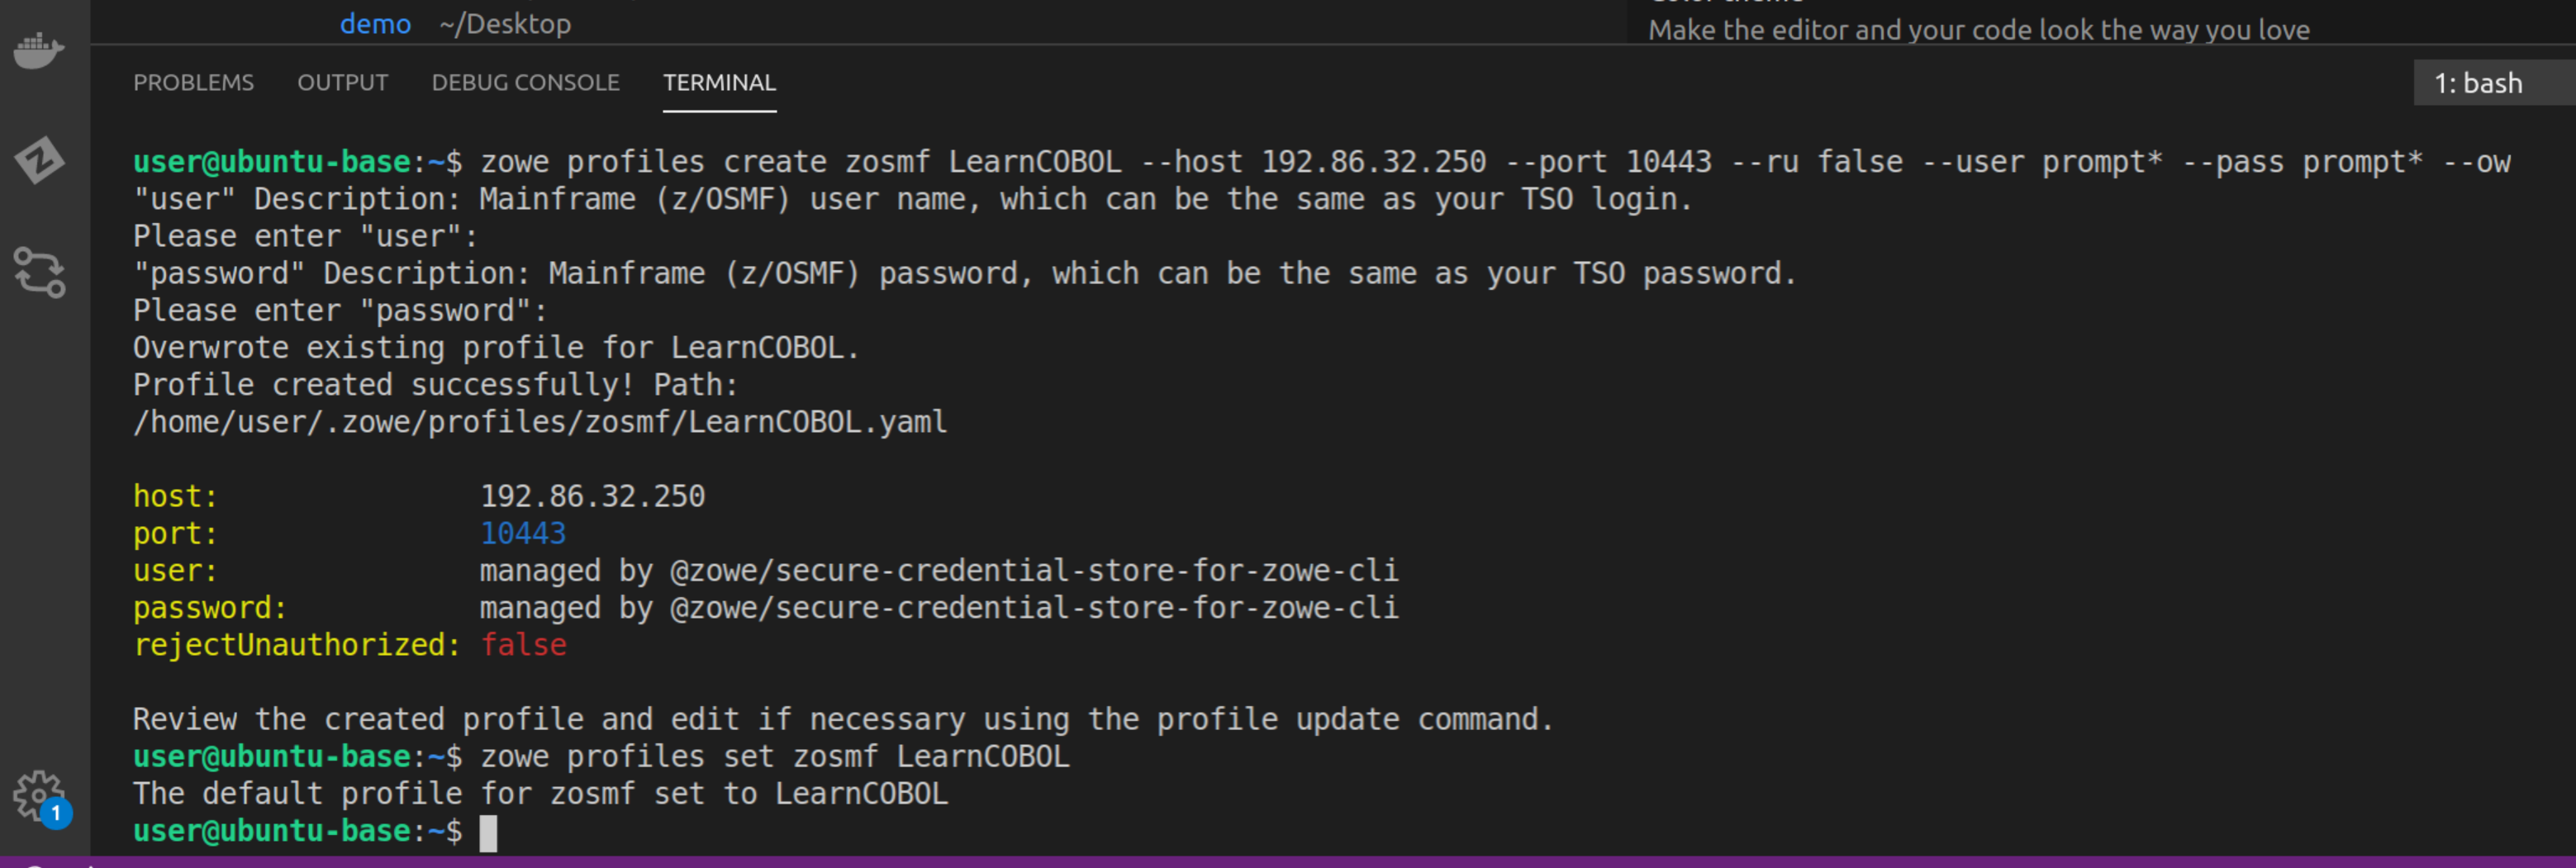 demo ~/Desktop
Make the editor and your code look the way you love
PROBLEMS OUTPUT DEBUG CONSOLE TERMINAL
1: bash
user@ubuntu-base:~$ zowe profiles create zosmf LearnCOBOL --host 192.86.32.250 --port 10443 --ru false --user prompt* --pass prompt* --ow
"user" Description: Mainframe (z/OSMF) user name, which can be the same as your TSO login.
Please enter "user":
"password" Description: Mainframe (z/OSMF) password, which can be the same as your TSO password.
Please enter "password":
Overwrote existing profile for LearnCOBOL.
Profile created successfully! Path:
/home/user/.zowe/profiles/zosmf/LearnCOBOL.yaml
host: 192.86.32.250
port: 10443
user: managed by @zowe/secure-credential-store-for-zowe-cli
password: managed by @zowe/secure-credential-store-for-zowe-cli
rejectUnauthorized: false
Review the created profile and edit if necessary using the profile update command.
user@ubuntu-base:~$ zowe profiles set zosmf LearnCOBOL
The default profile for zosmf set to LearnCOBOL
user@ubuntu-base:~$
1